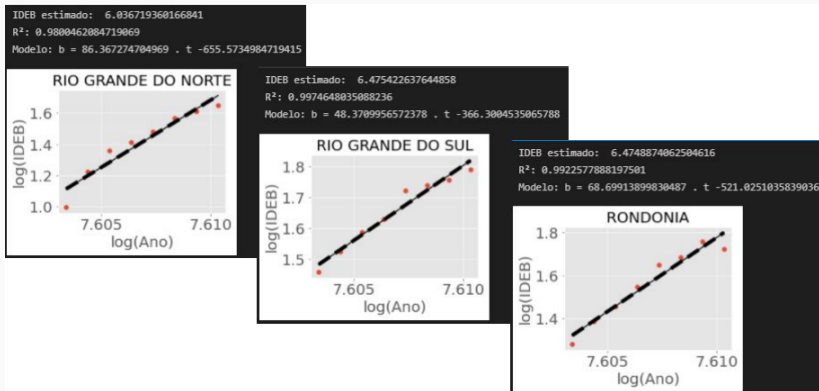 IDEB estimado: 6.036719360166841
R²: 0.9800462084719069
Modelo: b = 86.367274704969 . t -655.5734984719415
RIO GRANDE DO NORTE
log(IDEB)
1.6
1.4
1.2
1.0
7.605
7.610
log(Ano)
IDEB estimado: 6.475422637644858
R²: 0.9974648035088236
Modelo: b = 48.3709956572378 . t -366.3004535065788
RIO GRANDE DO SUL
log(IDEB)
1.8
1.7
1.6
1.5
7.605
7.610
log(Ano)
IDEB estimado: 6.4748874062504616
R²: 0.9922577888197501
Modelo: b = 68.69913899830487 . t -521.0251035839036
RONDONIA
log(IDEB)
1.8
1.6
1.4
7.605
7.610
log(Ano)